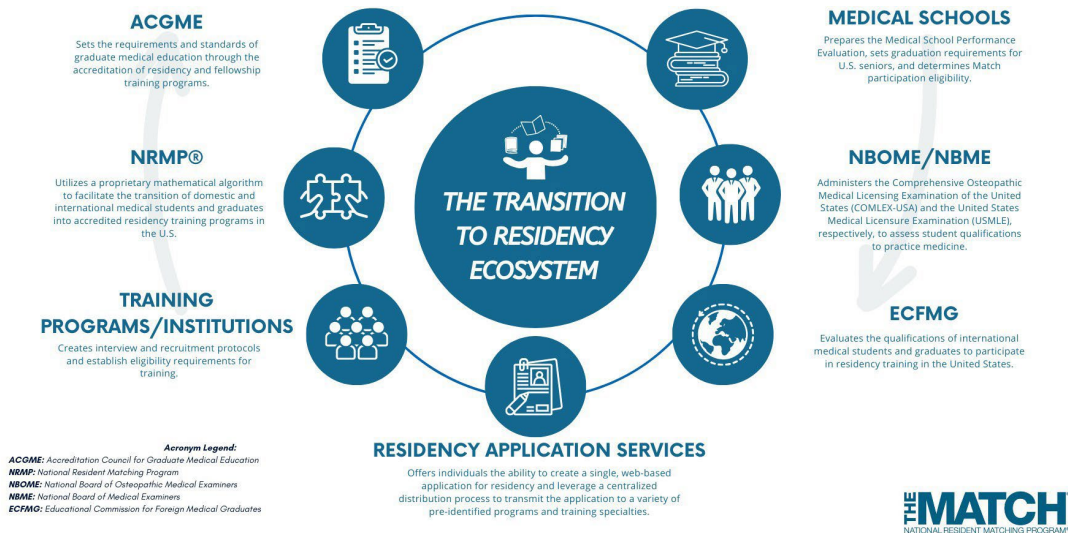 ACGME
Sets the requirements and standards of
graduate medical education through the
accreditation of residency and fellowship
training programs.
NRMP®
Utilizes a proprietary mathematical algorithm
to facilitate the transition of domestic and
international medical students and graduates
into accredited residency training programs in
the U.S.
TRAINING
PROGRAMS/INSTITUTIONS
Creates interview and recruitment protocols
and establish eligibility requirements for
training.
THE TRANSITION
TO RESIDENCY
ECOSYSTEM
MEDICAL SCHOOLS
Prepares the Medical School Performance
Evaluation, sets graduation requirements for
U.S. seniors, and determines Match
participation eligibility.
NBOME/NBME
Administers the Comprehensive Osteopathic
Medical Licensing Examination of the United
States (COMLEX-USA) and the United States
Medical Licensure Examination (USMLE),
respectively, to assess student qualifications
to practice medicine.
ECFMG
Evaluates the qualifications of international
medical students and graduates to participate
in residency training in the United States.
RESIDENCY APPLICATION SERVICES
Offers individuals the ability to create a single, web-based
application for residency and leverage a centralized
distribution process to transmit the application to a variety of
pre-identified programs and training specialties.
Acronym Legend:
ACGME: Accreditation Council for Graduate Medical Education
NRMP: National Resident Matching Program
NBOME: National Board of Osteopathic Medical Examiners
NBME: National Board of Medical Examiners
ECFMG: Educational Commission for Foreign Medical Graduates
THE MATCH
NATIONAL RESIDENT MATCHING PROGRAM®